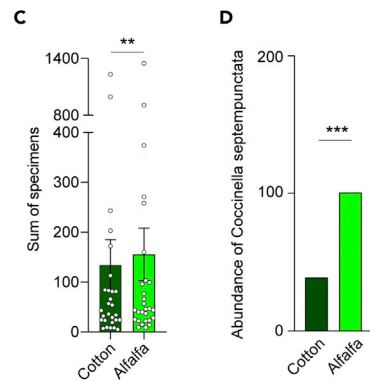 C
**
1400
800
400
300
200
100
0
Sum of specimens
Cotton
Alfalfa
D
***
200
100
0
Abundance of Coccinella septempunctata
Cotton
Alfalfa